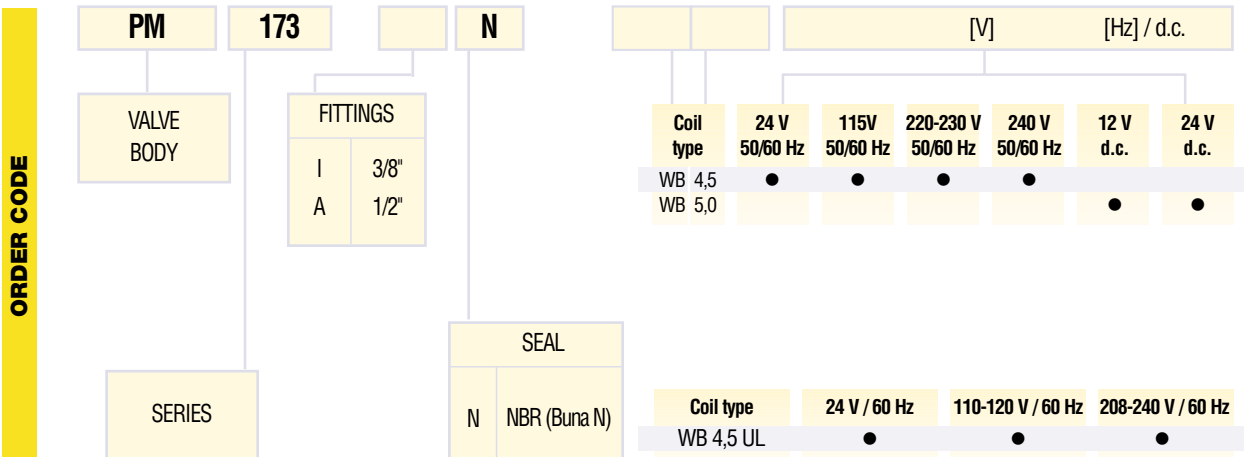 ORDER CODE
PM 173 N [V] [Hz] / d.c.
VALVE
BODY
FITTINGS
I 3/8"
A 1/2"
Coil type 24 V 50/60 Hz 115V 50/60 Hz 220-230 V 50/60 Hz 240 V 50/60 Hz 12 V d.c. 24 V d.c.
WB 4,5 ● ● ● ●
WB 5,0 ● ●
SERIES
SEAL
N NBR (Buna N)
Coil type 24 V / 60 Hz 110-120 V / 60 Hz 208-240 V / 60 Hz
WB 4,5 UL ● ● ●